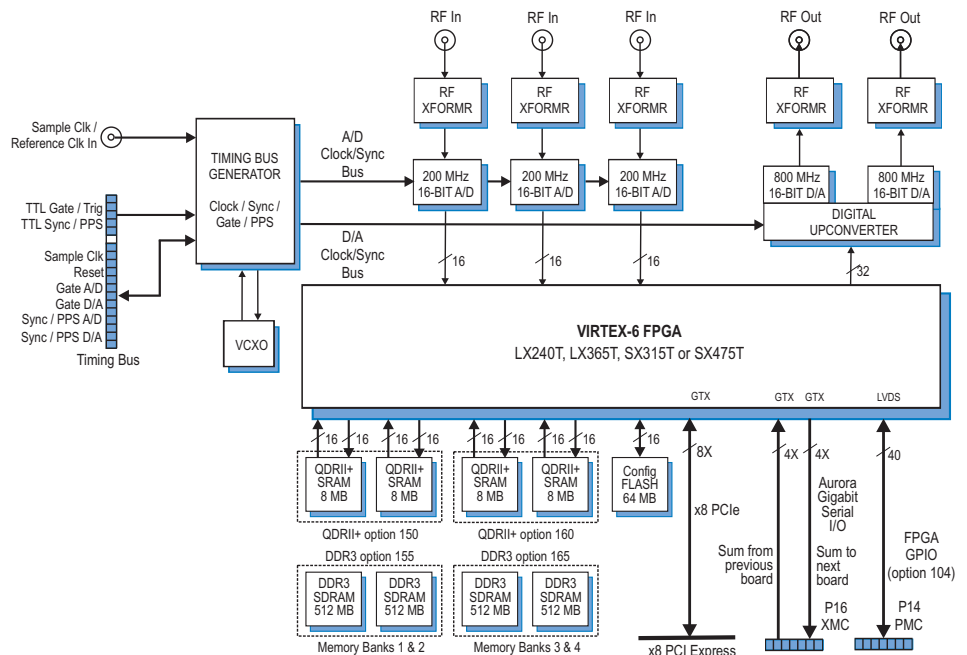 RF In
RF In
RF In
RF Out
RF Out
RF
XFORMR
RF
XFORMR
RF
XFORMR
RF
XFORMR
RF
XFORMR
Sample Clk /
Reference Clk In
TIMING BUS
GENERATOR
Clock / Sync /
Gate / PPS
A/D
Clock/Sync
Bus
200 MHz
16-BIT A/D
200 MHz
16-BIT A/D
200 MHz
16-BIT A/D
800 MHz
16-BIT D/A
800 MHz
16-BIT D/A
DIGITAL
UPCONVERTER
TTL Gate / Trig
TTL Sync / PPS
Sample Clk
Reset
Gate A/D
Gate D/A
Sync / PPS A/D
Sync / PPS D/A
Timing Bus
D/A
Clock/Sync
Bus
16
16
16
32
VCXO
VIRTEX-6 FPGA
LX240T, LX365T, SX315T or SX475T
GTX
GTX
GTX
LVDS
16
16
16
16
16
16
16
16
16
8X
4X
4X
40
QDRII+
SRAM
8 MB
QDRII+
SRAM
8 MB
QDRII+
SRAM
8 MB
QDRII+
SRAM
8 MB
Config
FLASH
64 MB
QDRII+ option 150
QDRII+ option 160
DDR3 option 155
DDR3 option 165
DDR3
SDRAM
512 MB
DDR3
SDRAM
512 MB
DDR3
SDRAM
512 MB
DDR3
SDRAM
512 MB
Memory Banks 1 & 2
Memory Banks 3 & 4
x8 PCIe
x8 PCI Express
Sum from
previous
board
Aurora
Gigabit
Serial
I/O
Sum to
next
board
P16
XMC
FPGA
GPIO
(option 104)
P14
PMC